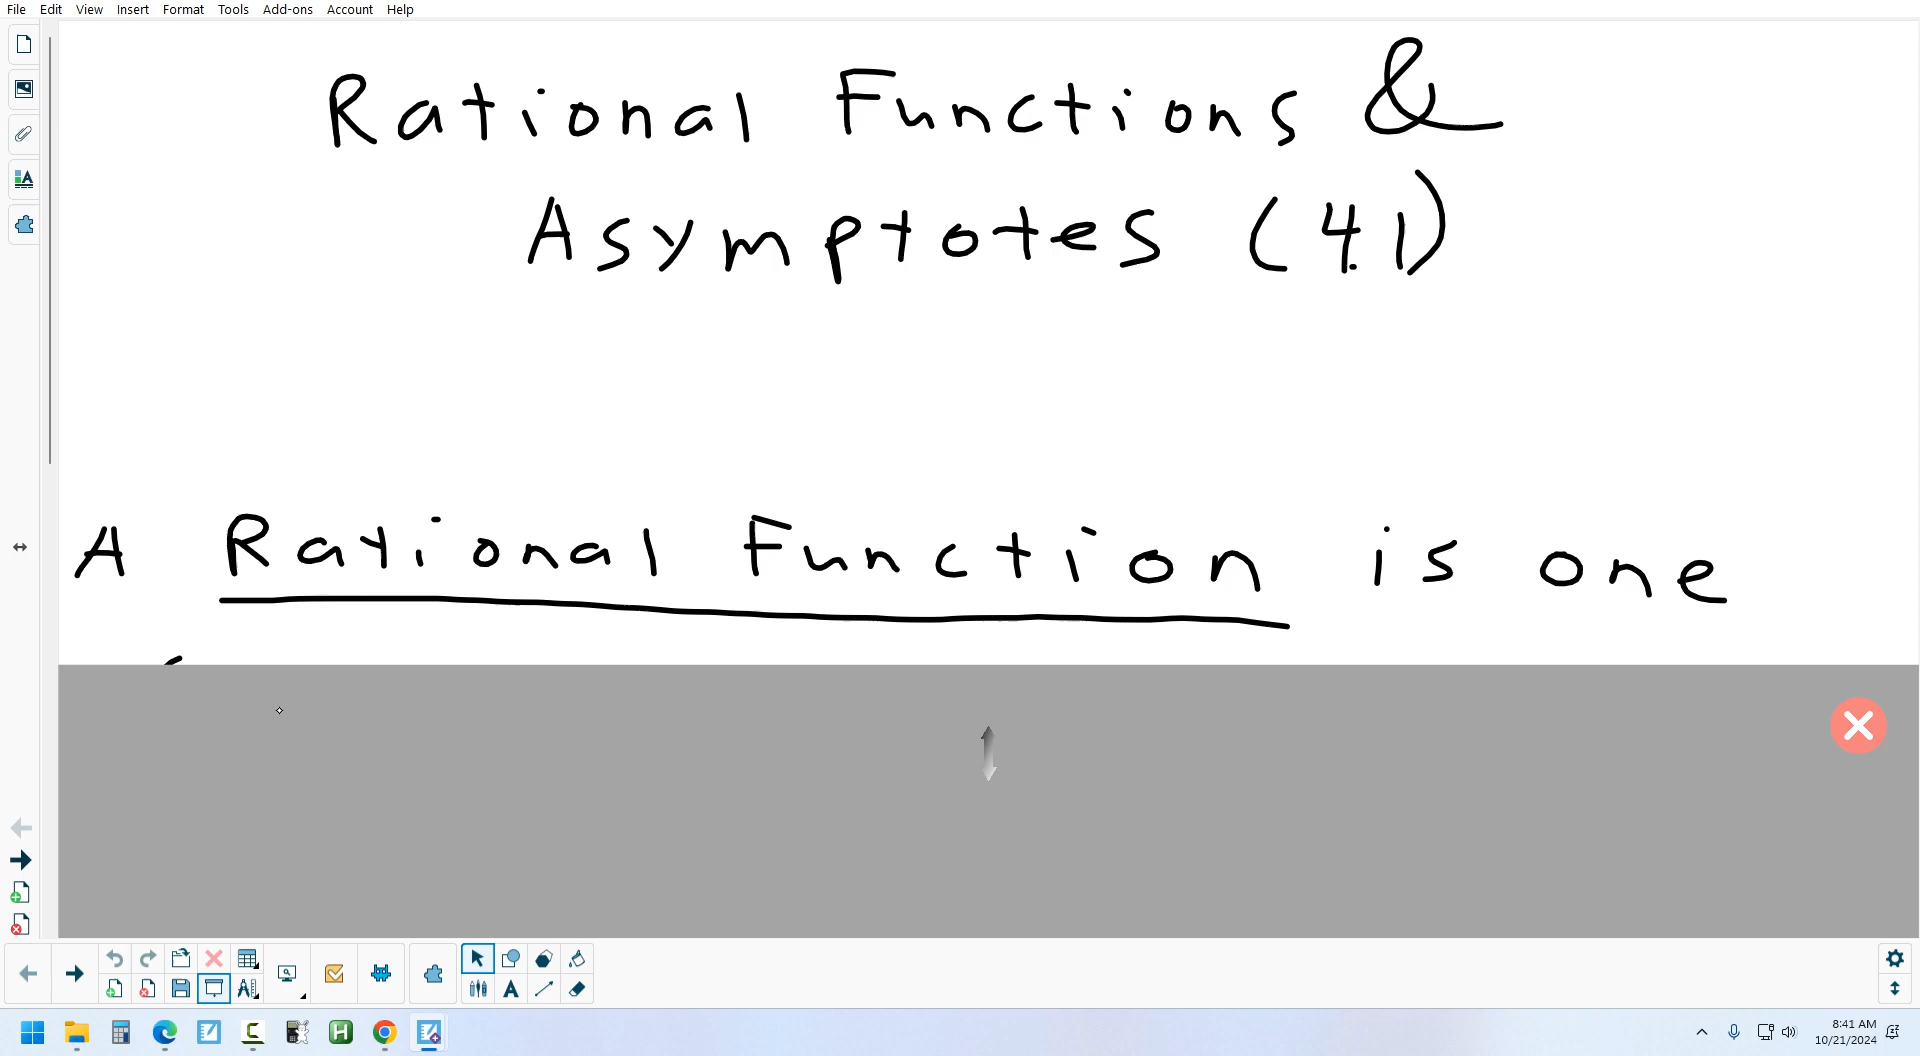 File Edit View Insert Format Tools Add-ons Account Help
Rational Functions &
Asymptotes (4.1)
A Rational Function is one
8:41 AM
10/21/2024